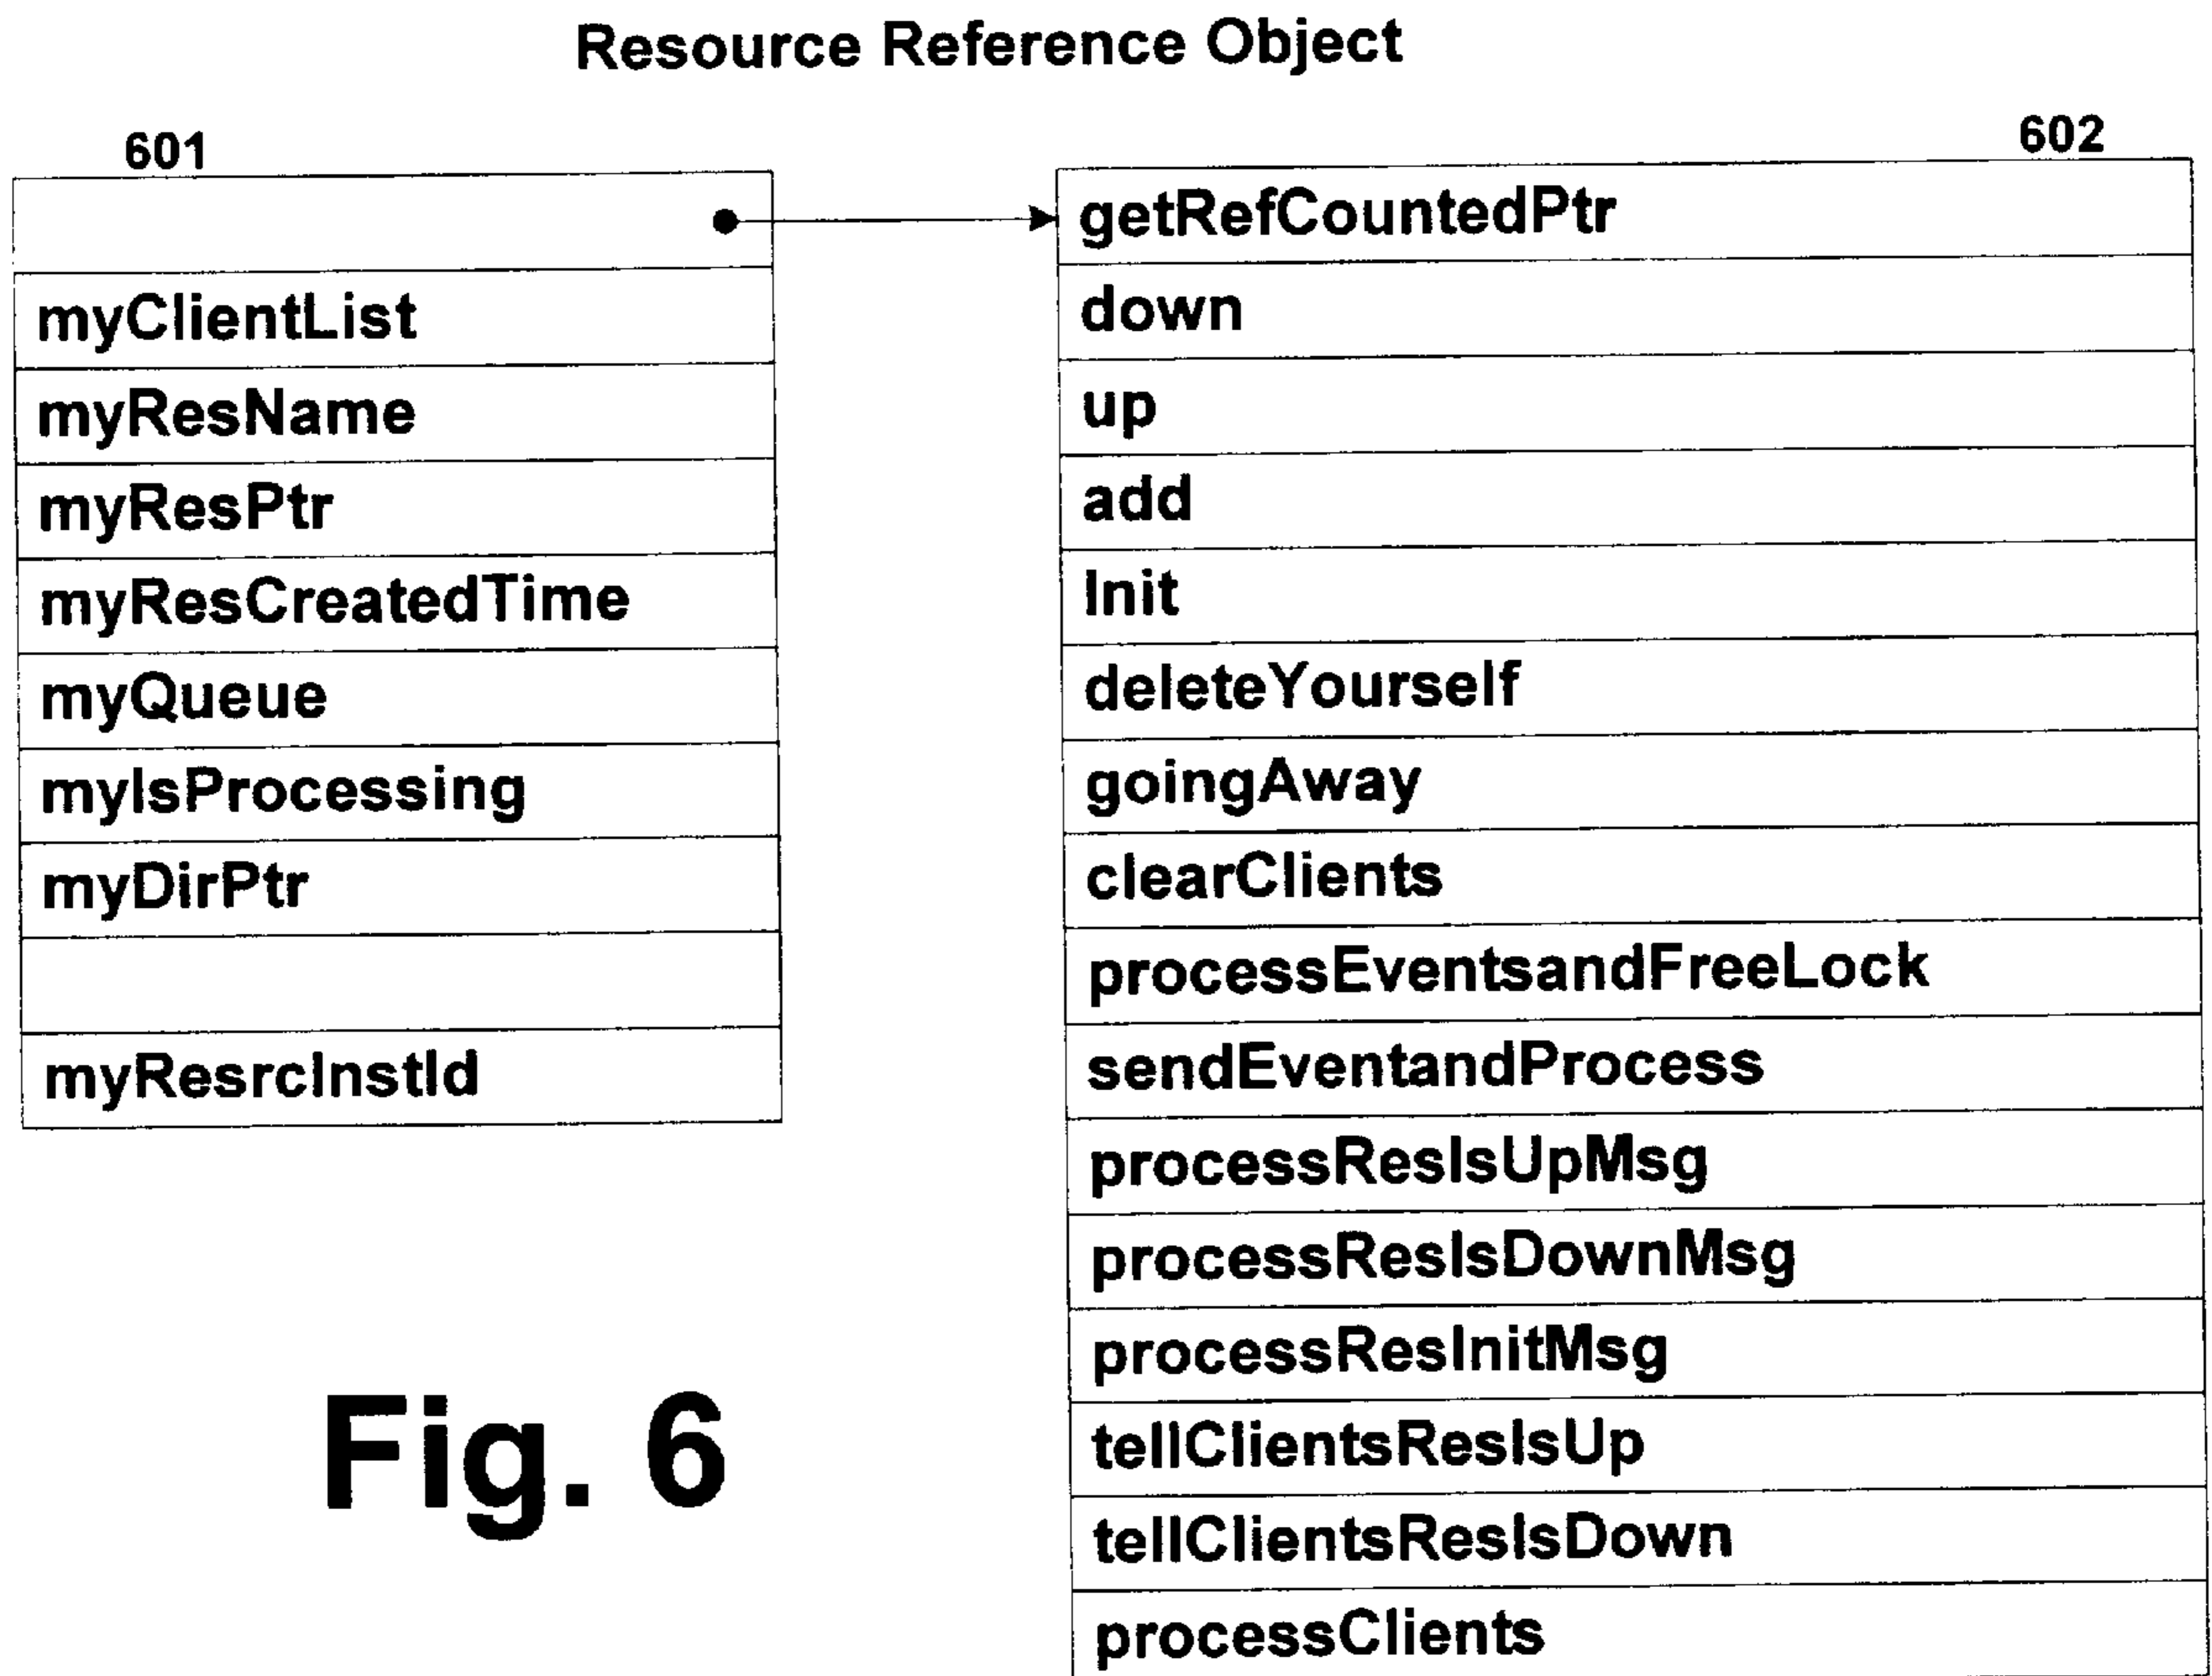 Resource Reference Object
601
myClientList
myResName
myResPtr
myResCreatedTime
myQueue
myIsProcessing
myDirPtr
myResrcInstId
602
getRefCountedPtr
down
up
add
Init
deleteYourself
goingAway
clearClients
processEventsandFreeLock
sendEventandProcess
processResIsUpMsg
processResIsDownMsg
processResInitMsg
tellClientsResIsUp
tellClientsResIsDown
processClients
Fig. 6